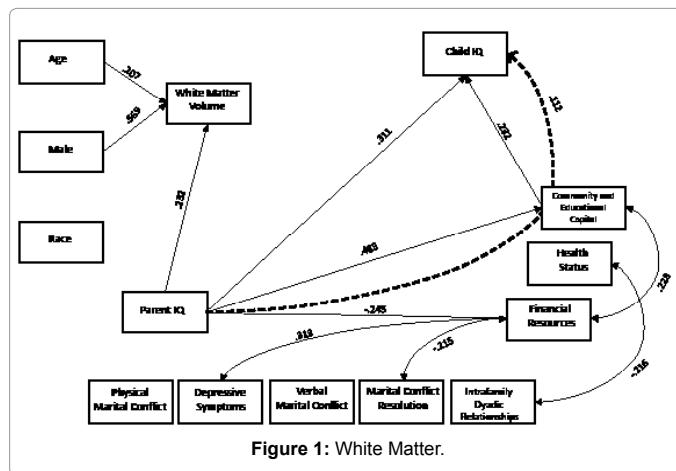 Age
Male
Race
White Matter
Volume
Child IQ
.207
.569
.232
.311
.282
.112
.463
Community and
Educational
Capital
Health
Status
.228
Parent IQ
-.245
Financial
Resources
.313
-.215
-.216
Physical
Marital Conflict
Depressive
Symptoms
Verbal
Marital Conflict
Marital Conflict
Resolution
Intrafamily
Dyadic
Relationships
Figure 1: White Matter.